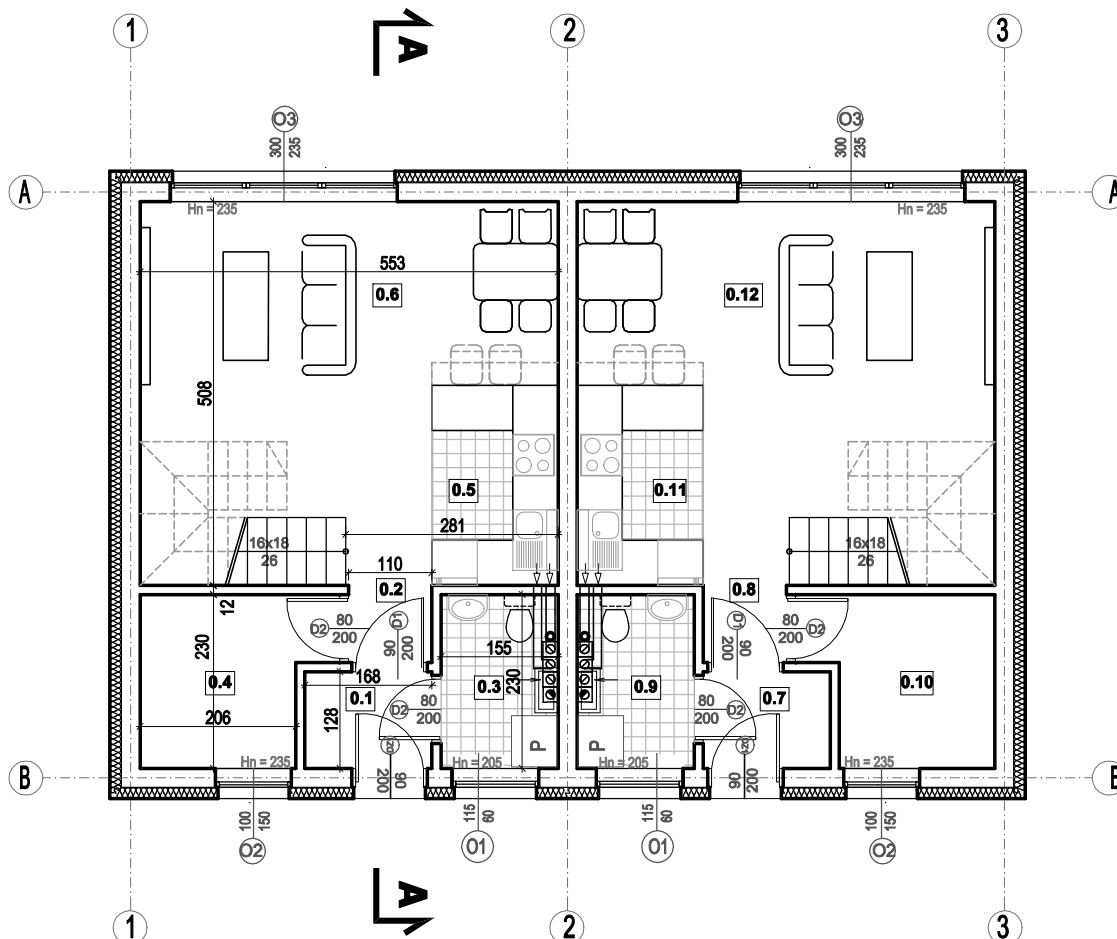 1
A
2
3
O3
300
235
O3
300
235
A
A
Hn = 235
Hn = 235
553
0.6
0.12
508
0.5
0.11
281
16x18
26
16x18
26
110
12
0.2
0.8
D2
80
200
D1
90
200
D1
90
200
80
200
D2
230
155
0.4
168
0.3
230
0.9
0.1
0.7
0.10
206
128
D2
80
200
80
200
D2
P
P
Hn = 235
Hn = 205
Hn = 205
Hn = 235
B
90
200
90
200
100
150
O2
115
60
O1
115
60
O1
100
150
O2
A
1
2
3